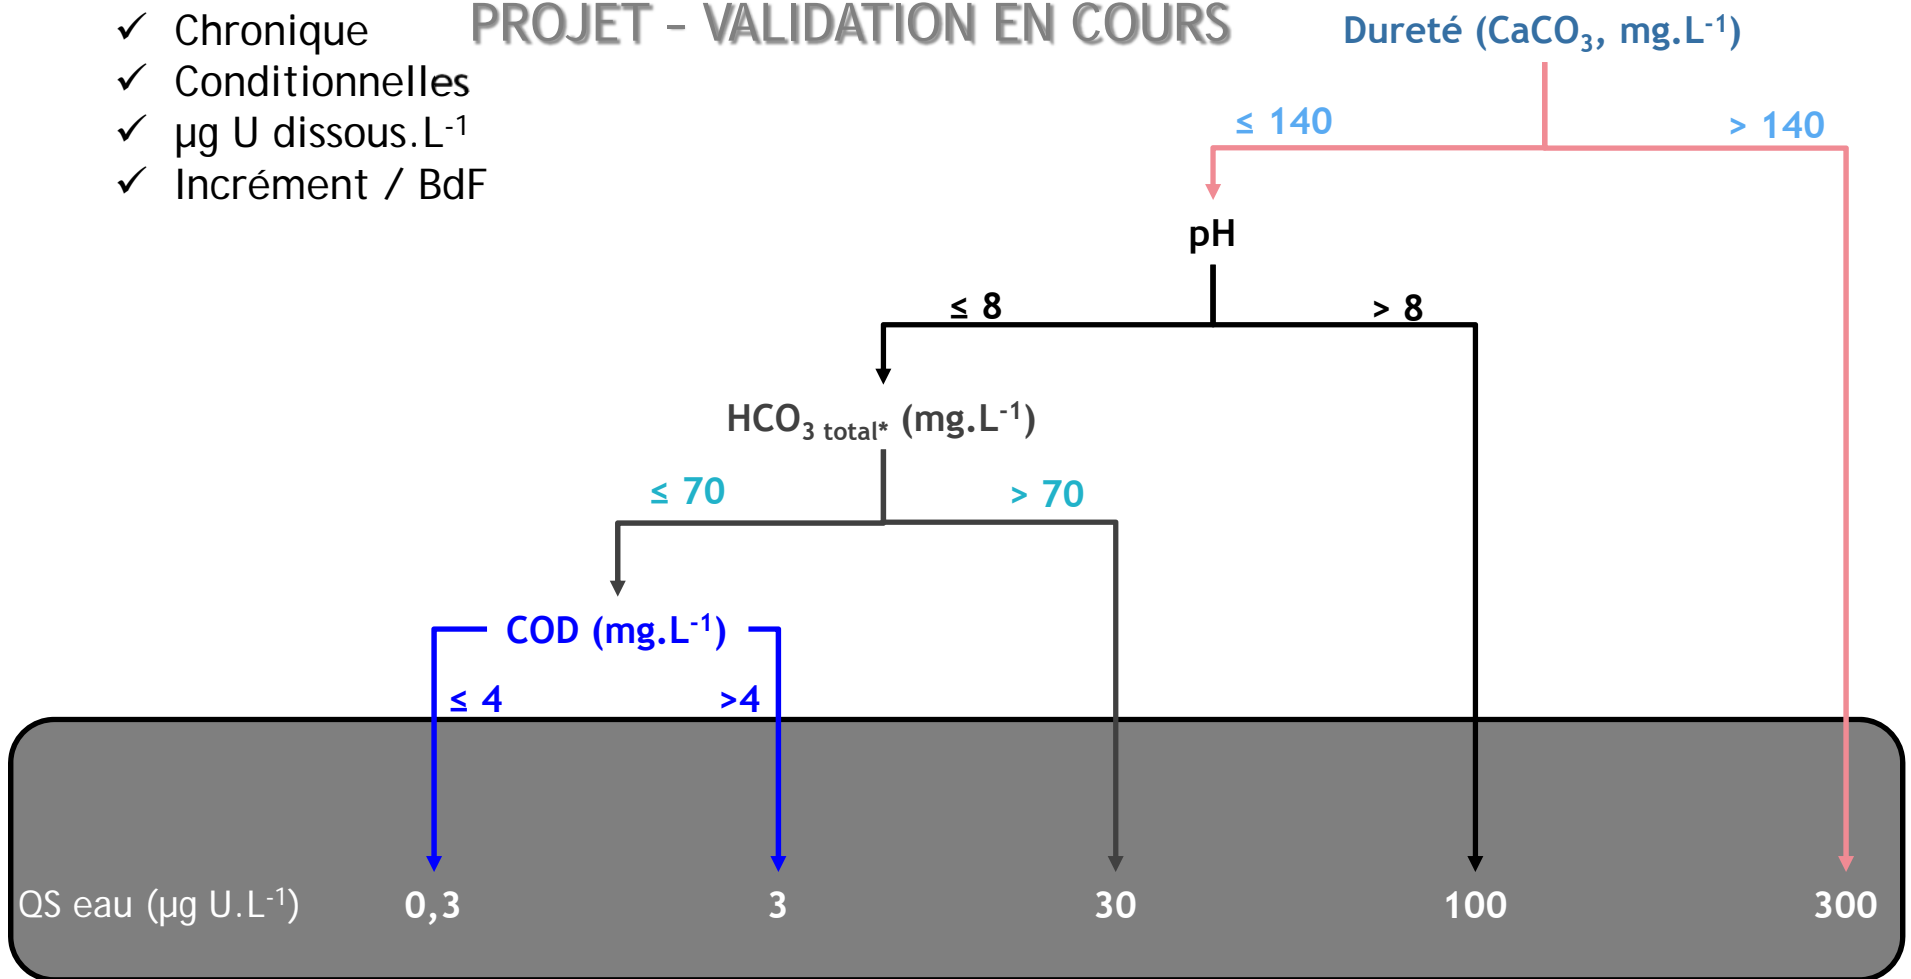 PROJET – VALIDATION EN COURS
✓ Chronique
✓ Conditionnelles
✓ µg U dissous.L⁻¹
✓ Incrément / BdF
Dureté (CaCO₃, mg.L⁻¹)
≤ 140
> 140
pH
≤ 8
> 8
HCO₃ total* (mg.L⁻¹)
≤ 70
> 70
COD (mg.L⁻¹)
≤ 4
>4
QS eau (µg U.L⁻¹) 0,3 3 30 100 300